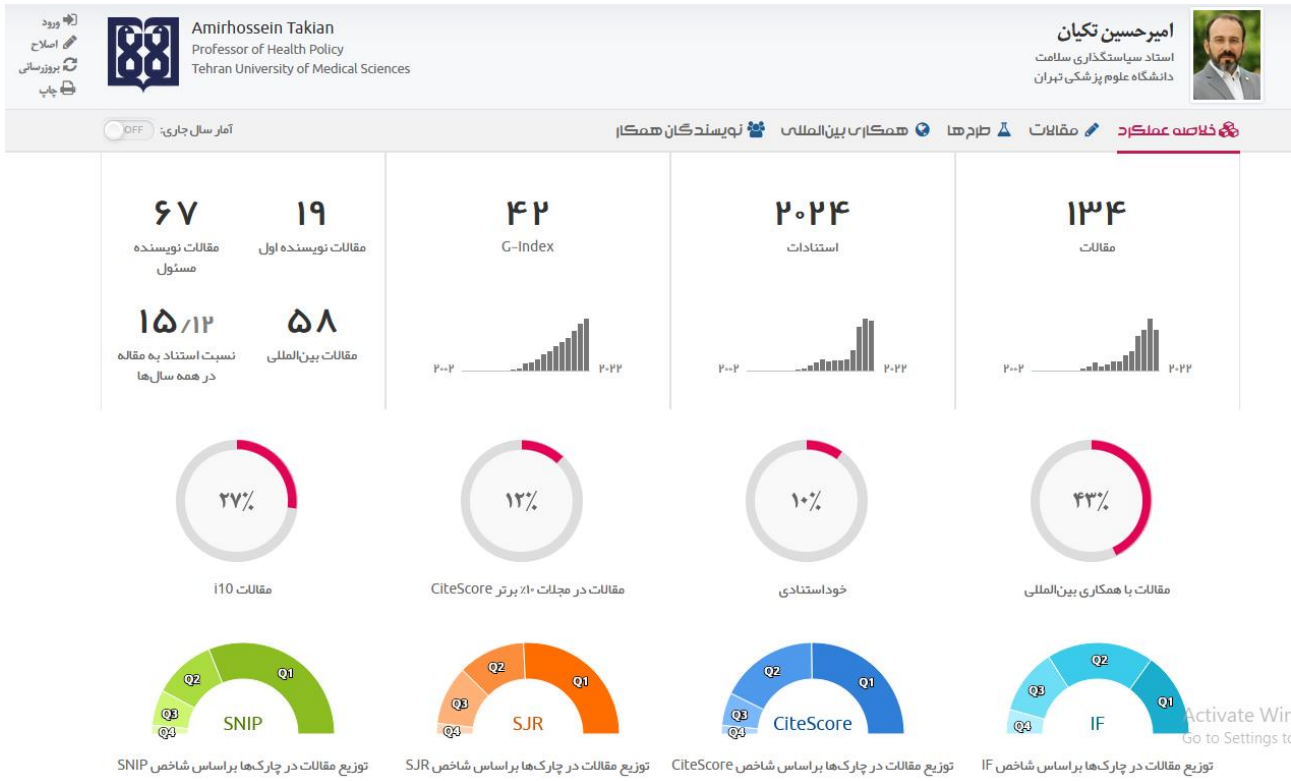 ورود
اصلاح
بروزرسانی
چاپ
Amirhossein Takian
Professor of Health Policy
Tehran University of Medical Sciences
امیرحسین تکیان
استاد سیاستگذاری سلامت
دانشگاه علوم پزشکی تهران
خلاصه عملکرد
مقالات
طرح‌ها
همکاری بین‌المللی
نویسندگان همکار
آمار سال جاری: OFF
۱۳۴
مقالات
۲۰۰۲ ۲۰۲۲
۲۰۲۴
استنادات
۲۰۰۲ ۲۰۲۲
۴۲
G-Index
۲۰۰۲ ۲۰۲۲
۱۹
مقالات نویسنده اول
۶۷
مقالات نویسنده
مسئول
۵۸
مقالات بین‌المللی
۱۵/۱۲
نسبت استناد به مقاله
در همه سال‌ها
۴۳٪
مقالات با همکاری بین‌المللی
۱۰٪
خوداستنادی
۱۲٪
مقالات در مجلات ۱۰٪ برتر CiteScore
۲۷٪
مقالات i10
Q1
Q2
Q3
Q4
IF
توزیع مقالات در چارک‌ها براساس شاخص IF
Q1
Q2
Q3
Q4
CiteScore
توزیع مقالات در چارک‌ها براساس شاخص CiteScore
Q1
Q2
Q3
Q4
SJR
توزیع مقالات در چارک‌ها براساس شاخص SJR
Q1
Q2
Q3
Q4
SNIP
توزیع مقالات در چارک‌ها براساس شاخص SNIP
Activate Win
Go to Settings to